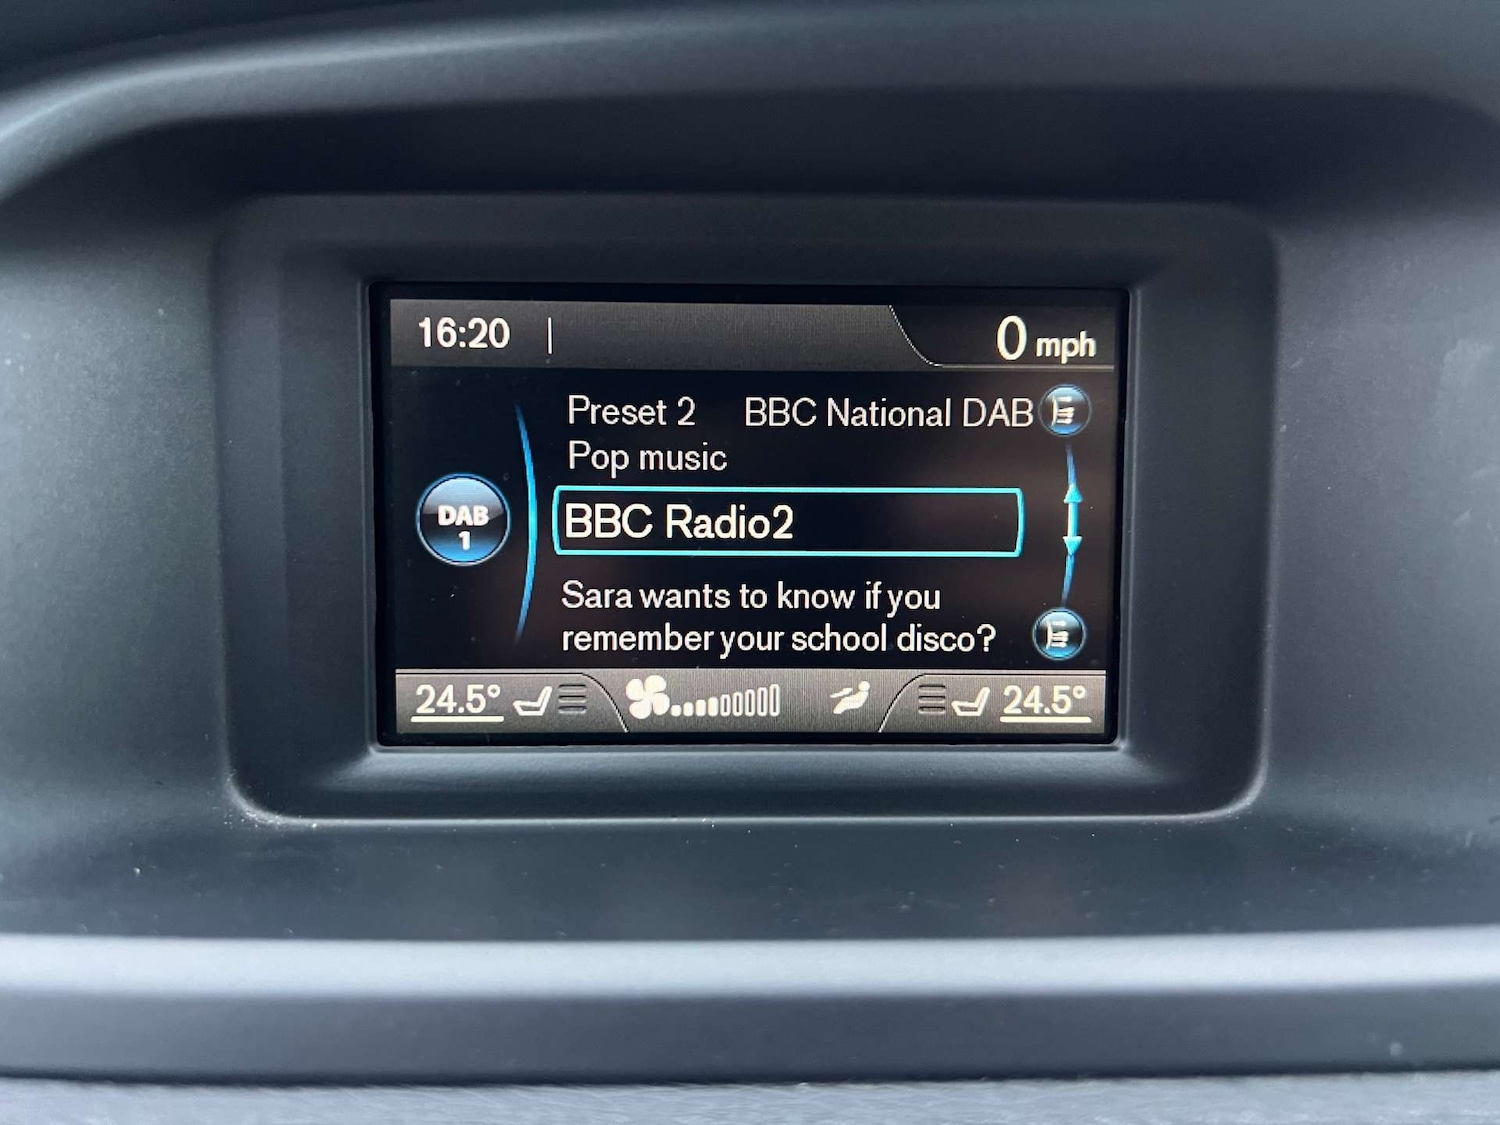 16:20 0 mph
Preset 2 BBC National DAB
Pop music
DAB
1
BBC Radio2
Sara wants to know if you
remember your school disco?
24.5° 24.5°